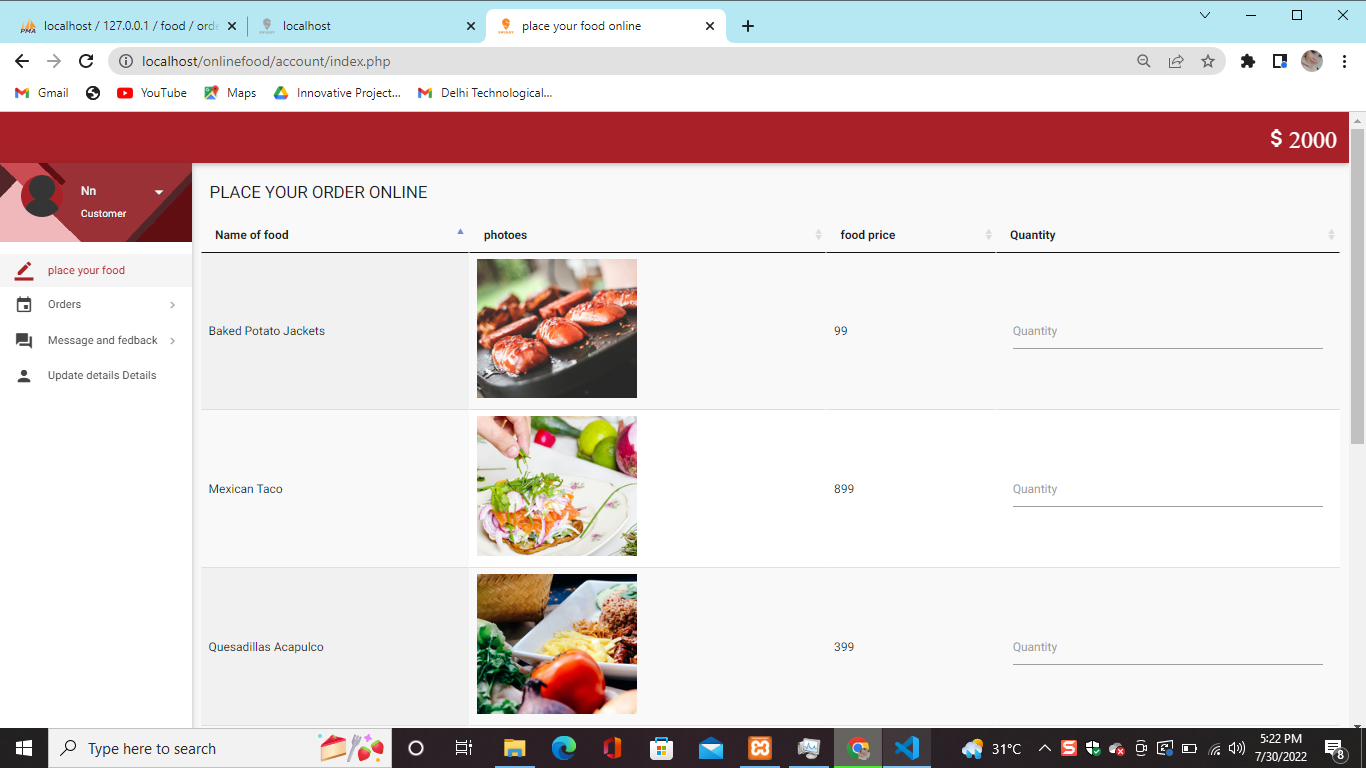 localhost / 127.0.0.1 / food / orde
localhost
place your food online
localhost/onlinefood/account/index.php
Gmail
YouTube
Maps
Innovative Project...
Delhi Technological...
$ 2000
Nn
Customer
place your food
Orders
Message and fedback
Update details Details
PLACE YOUR ORDER ONLINE
Name of food photoes food price Quantity
Baked Potato Jackets 99 Quantity
Mexican Taco 899 Quantity
Quesadillas Acapulco 399 Quantity
Type here to search
31°C
5:22 PM
7/30/2022
8